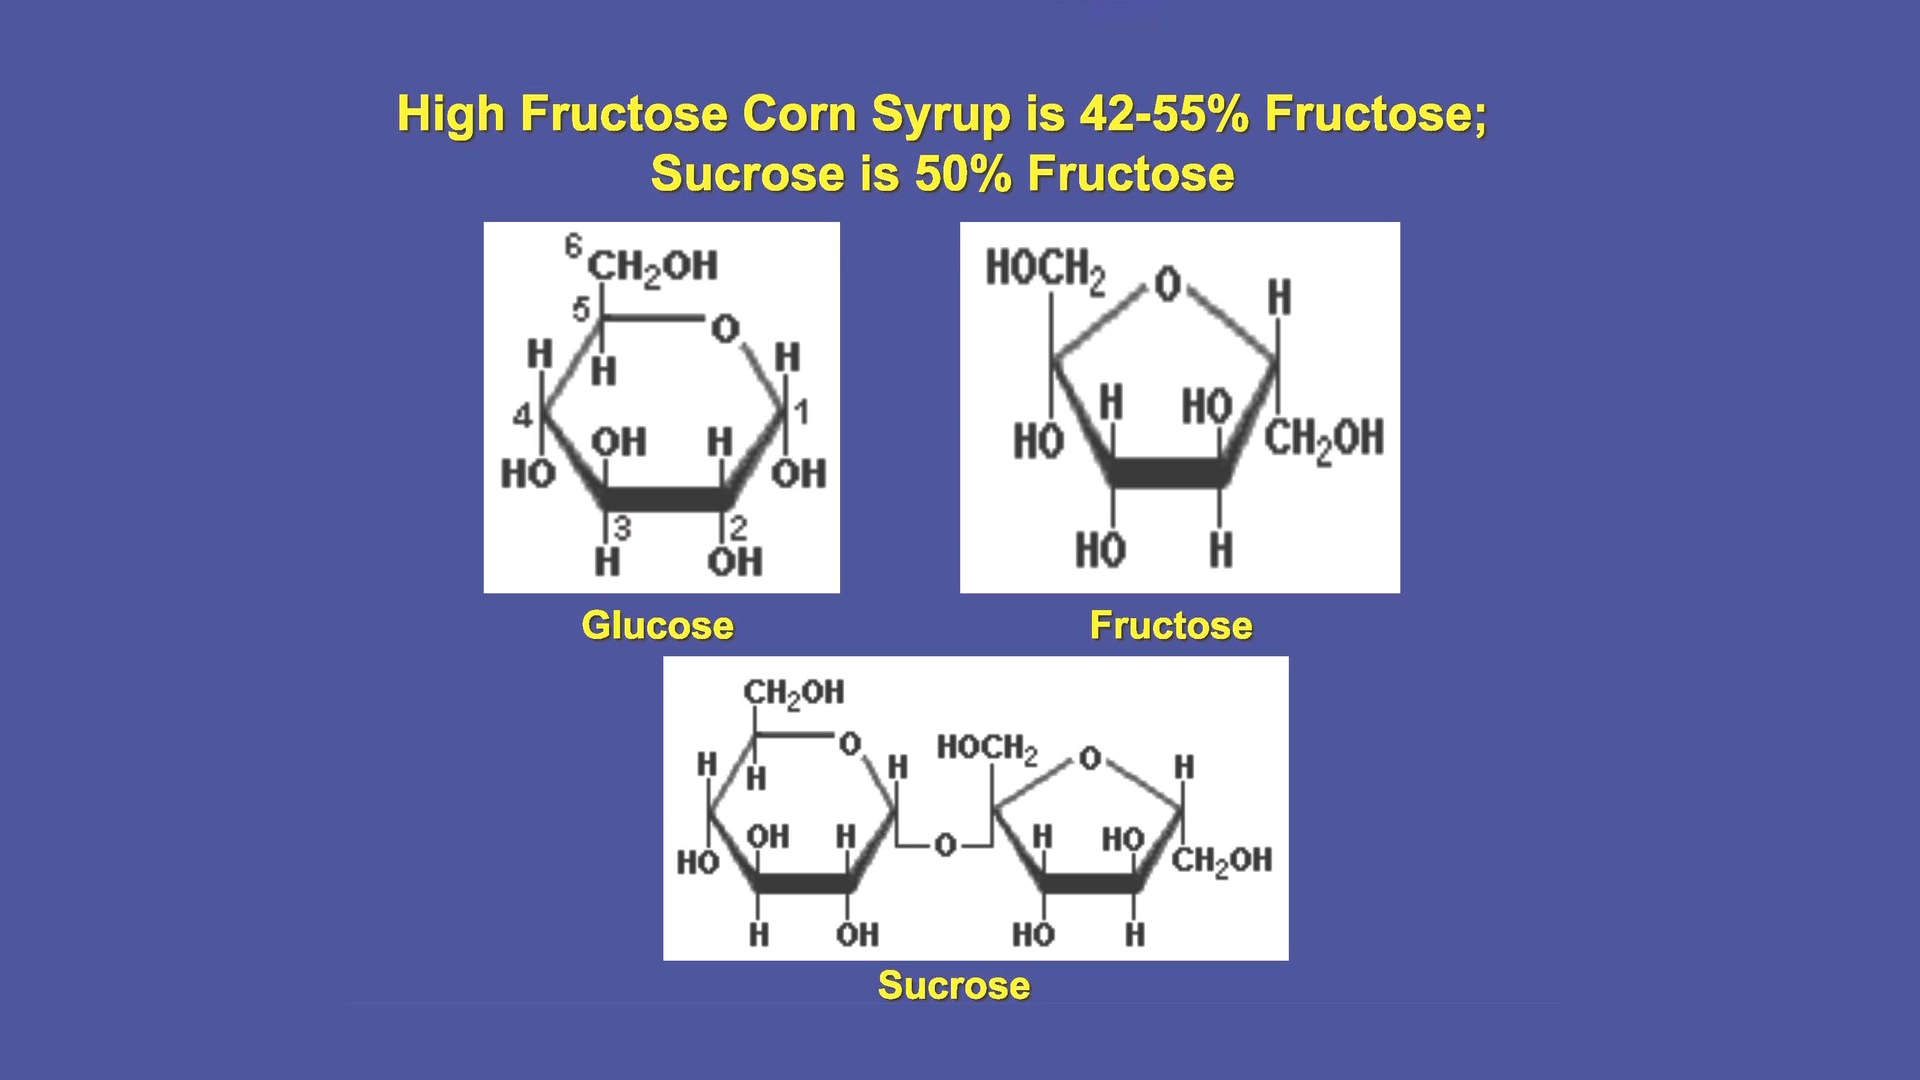 High Fructose Corn Syrup is 42-55% Fructose;
Sucrose is 50% Fructose
6
CH2OH
5
O
H
H
H
4
1
OH
H
HO
OH
3
2
H
OH
Glucose
HOCH2
O
H
H
HO
HO
CH2OH
HO
H
Fructose
CH2OH
O
H
H
H
OH
H
HO
H
OH
O
HOCH2
O
H
H
HO
CH2OH
HO
H
Sucrose